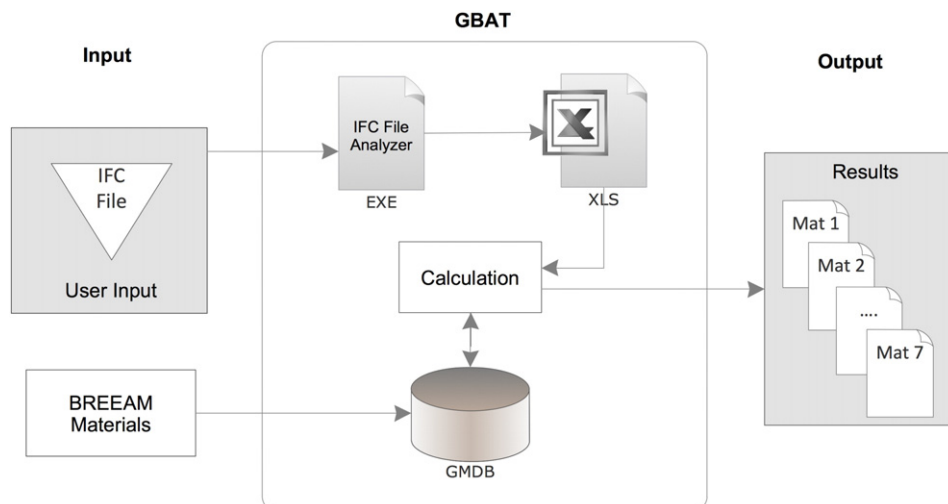 GBAT
Input
Output
IFC File
Analyzer
EXE
X
XLS
IFC
File
User Input
Results
Mat 1
Mat 2
....
Mat 7
Calculation
BREEAM
Materials
GMDB